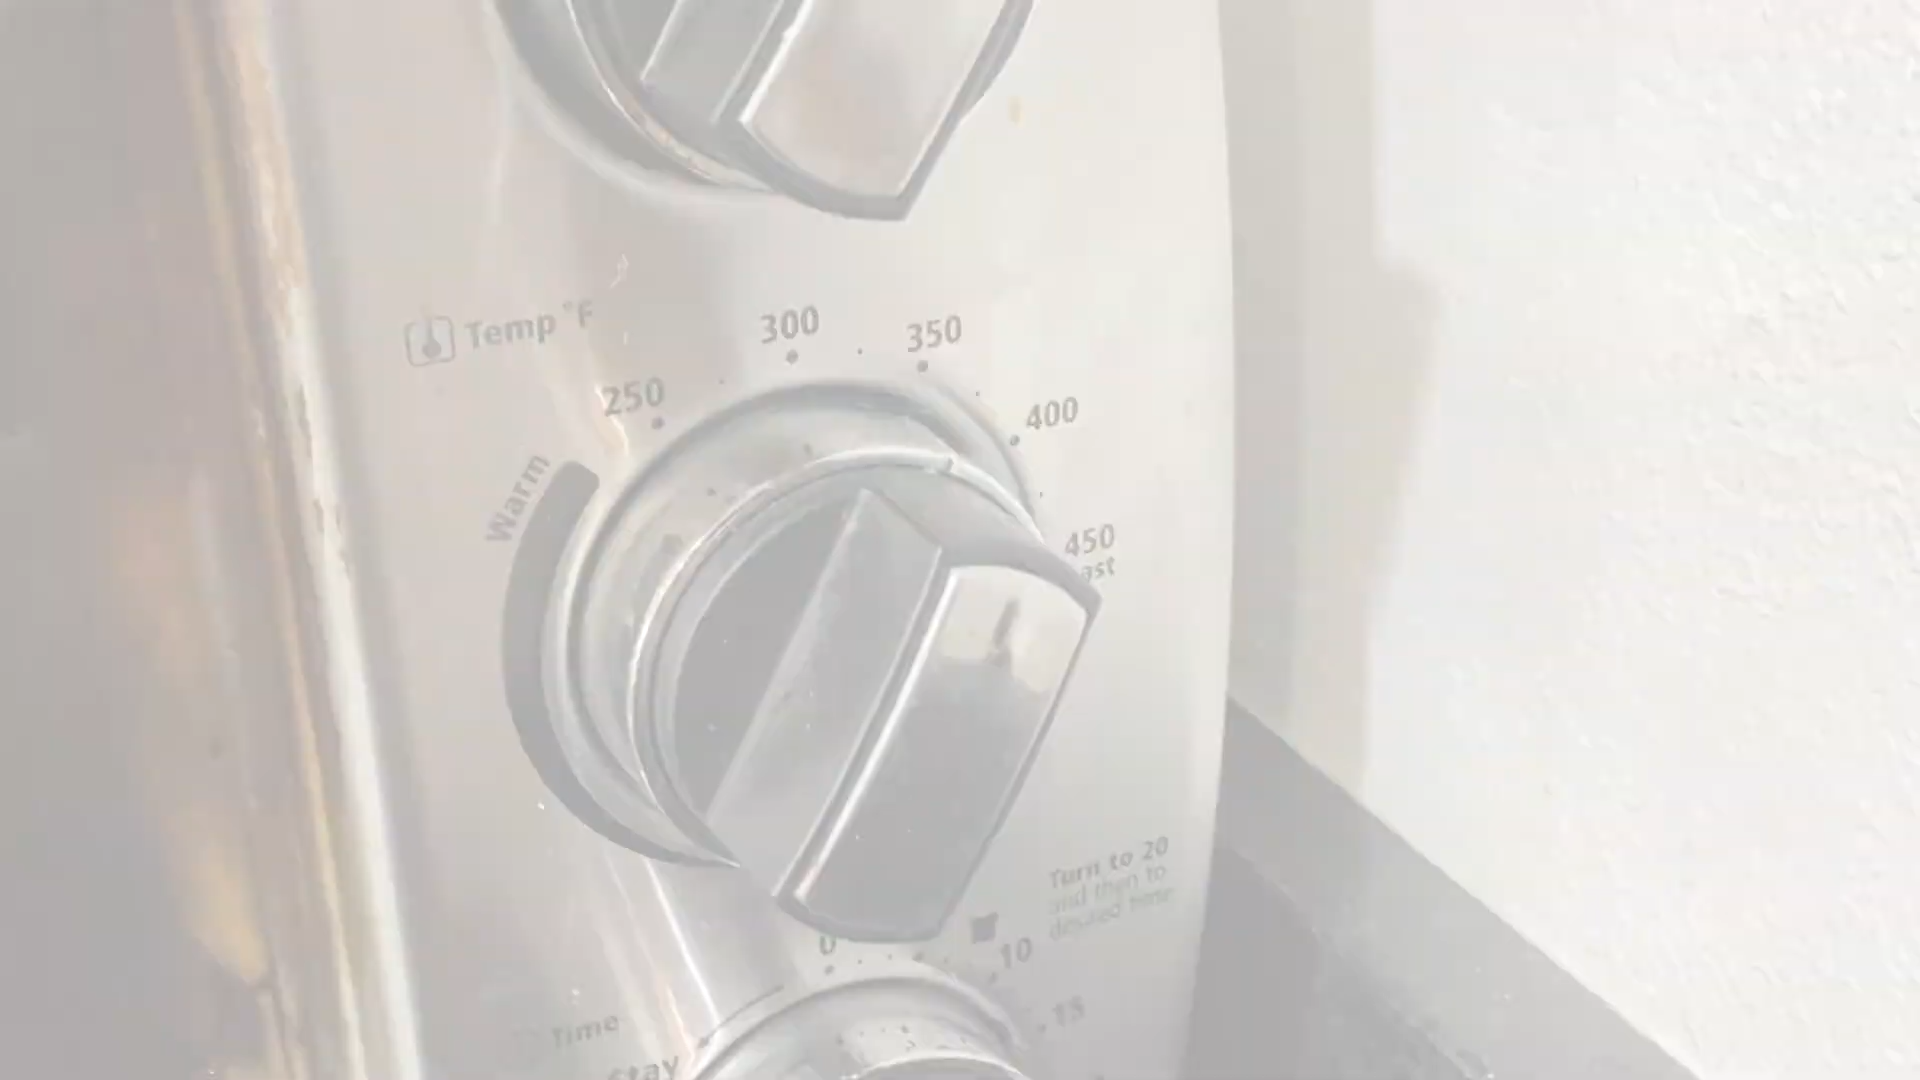 Temp °F
Warm
250
300
350
400
450
Turn to 20
and then to
desired time
0
10
15
Time
Stay